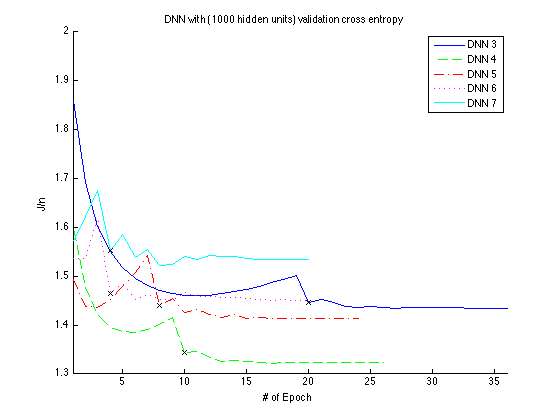 DNN with (1000 hidden units) validation cross entropy
2
1.9
1.8
1.7
1.6
1.5
1.4
1.3
J/n
5
10
15
20
25
30
35
# of Epoch
DNN 3
DNN 4
DNN 5
DNN 6
DNN 7